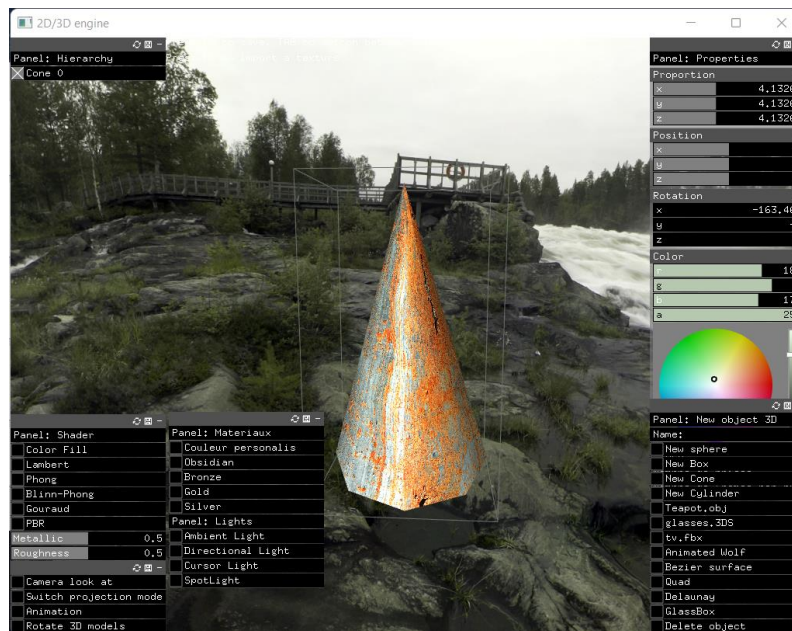 2D/3D engine
Panel: Hierarchy
Cone 0
Panel: Shader
Color Fill
Lambert
Phong
Blinn-Phong
Gouraud
PBR
Metallic 0.5
Roughness 0.5
Camera look at
Switch projection mode
Animation
Rotate 3D models
Panel: Materiaux
Couleur personalis
Obsidian
Bronze
Gold
Silver
Panel: Lights
Ambient Light
Directional Light
Cursor Light
SpotLight
Panel: Properties
Proportion
x 4.1326
y 4.1326
z 4.1326
Position
x
y
z
Rotation
x -163.46
y
z
Color
r 18
g
b 17
a 25
Panel: New object 3D
Name:
New sphere
New Box
New Cone
New Cylinder
Teapot.obj
glasses.3DS
tv.fbx
Animated Wolf
Bezier surface
Quad
Delaunay
GlassBox
Delete object